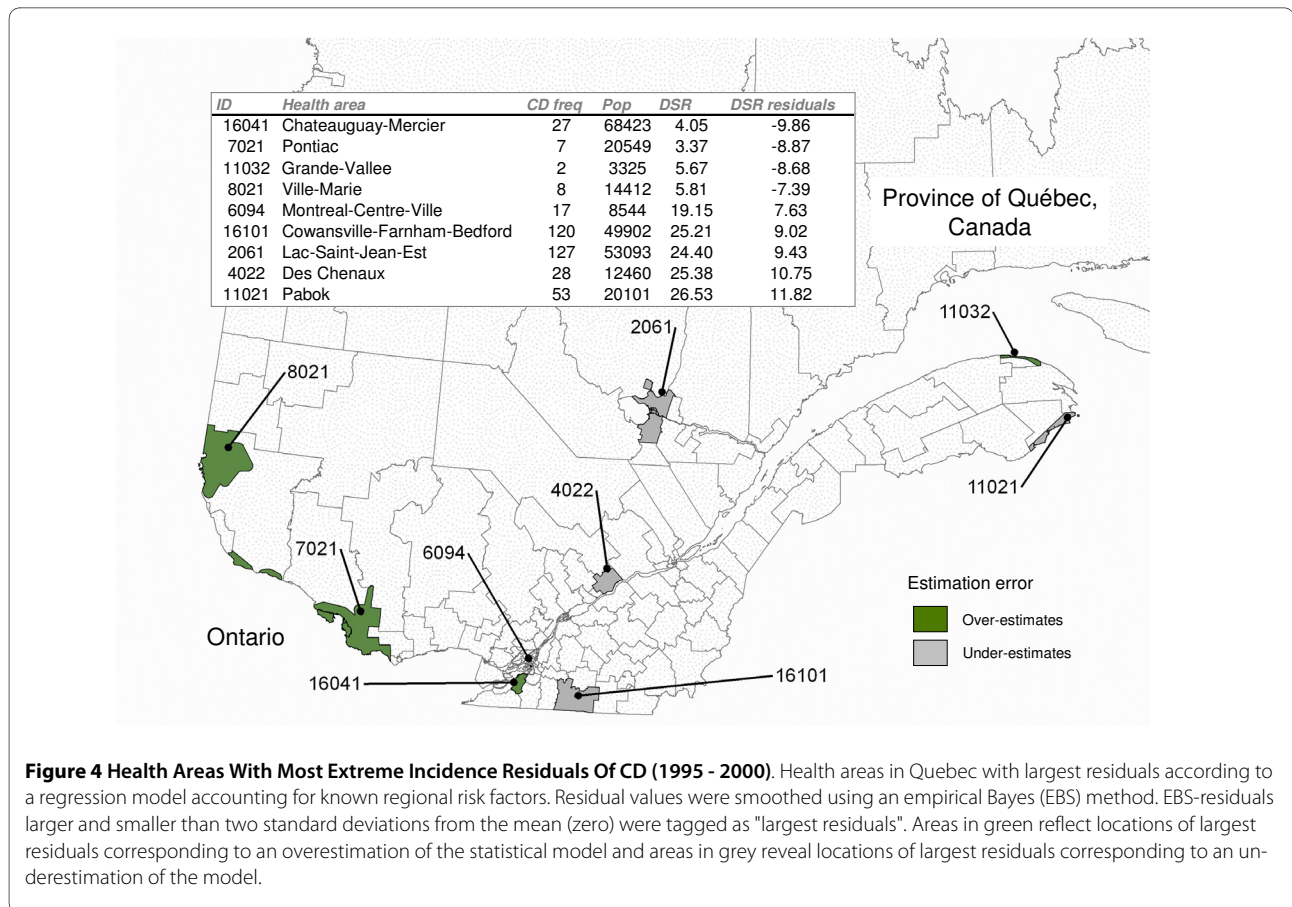 ID Health area CD freq Pop DSR DSR residuals
16041 Chateauguay-Mercier 27 68423 4.05 -9.86
7021 Pontiac 7 20549 3.37 -8.87
11032 Grande-Vallee 2 3325 5.67 -8.68
8021 Ville-Marie 8 14412 5.81 -7.39
6094 Montreal-Centre-Ville 17 8544 19.15 7.63
16101 Cowansville-Farnham-Bedford 120 49902 25.21 9.02
2061 Lac-Saint-Jean-Est 127 53093 24.40 9.43
4022 Des Chenaux 28 12460 25.38 10.75
11021 Pabok 53 20101 26.53 11.82
Province of Québec,
Canada
11032
2061
8021
11021
4022
7021
6094
Estimation error
Over-estimates
Under-estimates
Ontario
16041
16101
Figure 4 Health Areas With Most Extreme Incidence Residuals Of CD (1995 - 2000). Health areas in Quebec with largest residuals according to
a regression model accounting for known regional risk factors. Residual values were smoothed using an empirical Bayes (EBS) method. EBS-residuals
larger and smaller than two standard deviations from the mean (zero) were tagged as "largest residuals". Areas in green reflect locations of largest
residuals corresponding to an overestimation of the statistical model and areas in grey reveal locations of largest residuals corresponding to an un-
derestimation of the model.